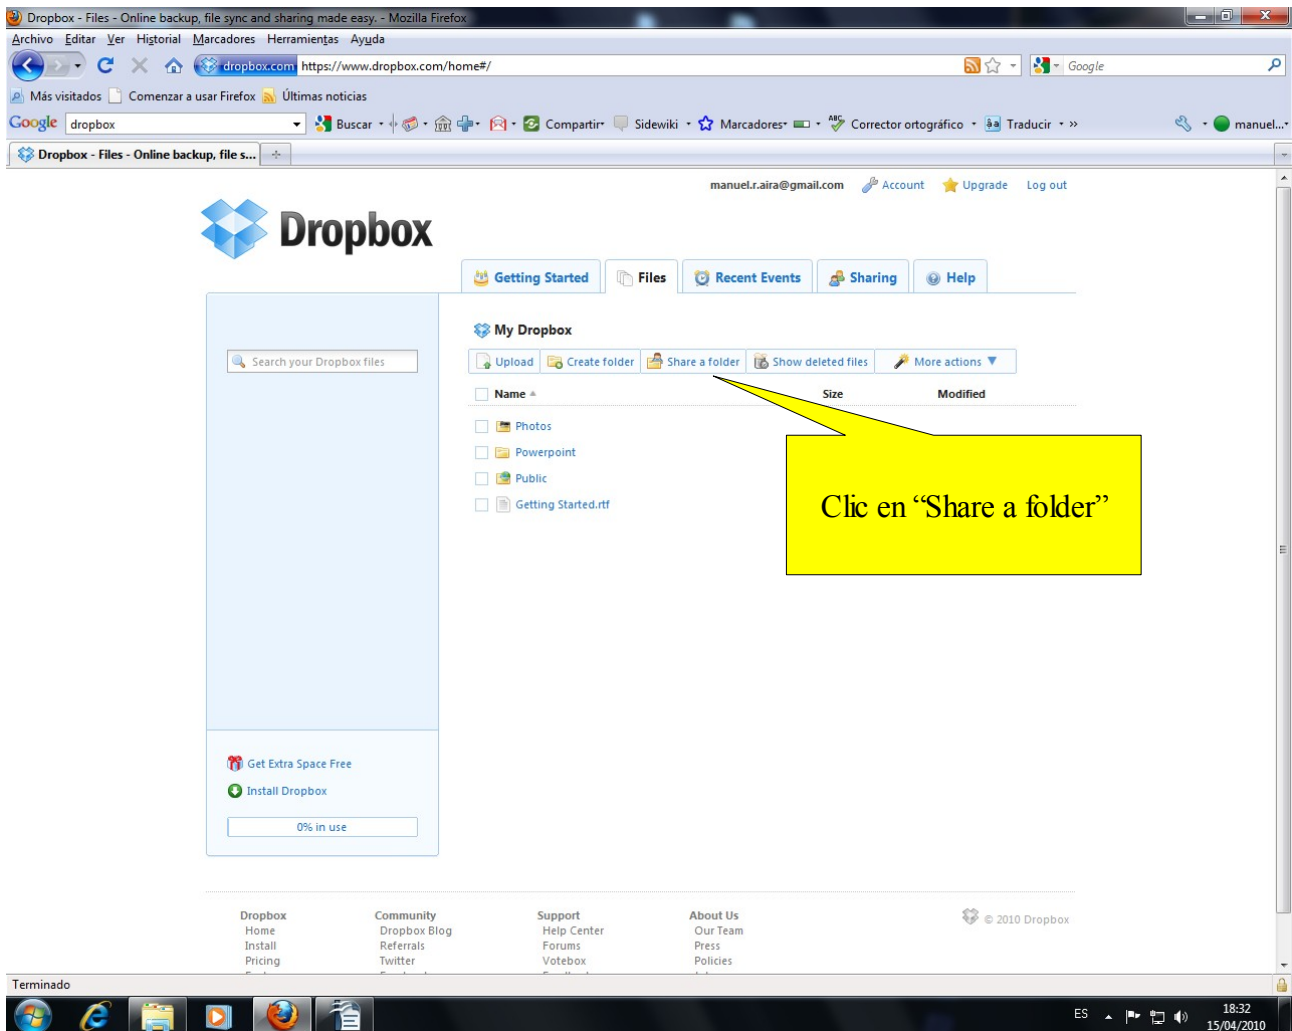 Dropbox - Files - Online backup, file sync and sharing made easy. - Mozilla Firefox
Archivo Editar Ver Historial Marcadores Herramientas Ayuda
dropbox.com https://www.dropbox.com/home#/ Google
Más visitados Comenzar a usar Firefox Últimas noticias
Google dropbox Buscar Compartir Sidewiki Marcadores ABC Corrector ortográfico Traducir » manuel...
Dropbox - Files - Online backup, file s...
manuel.r.aira@gmail.com Account Upgrade Log out
Dropbox
Getting Started Files Recent Events Sharing Help
My Dropbox
Search your Dropbox files Upload Create folder Share a folder Show deleted files More actions ▼
Name Size Modified
Photos
Powerpoint
Public
Getting Started.rtf
Clic en “Share a folder”
Get Extra Space Free
Install Dropbox
0% in use
Dropbox Community Support About Us © 2010 Dropbox
Home Dropbox Blog Help Center Our Team
Install Referrals Forums Press
Pricing Twitter Votebox Policies
Terminado
ES 18:32
15/04/2010